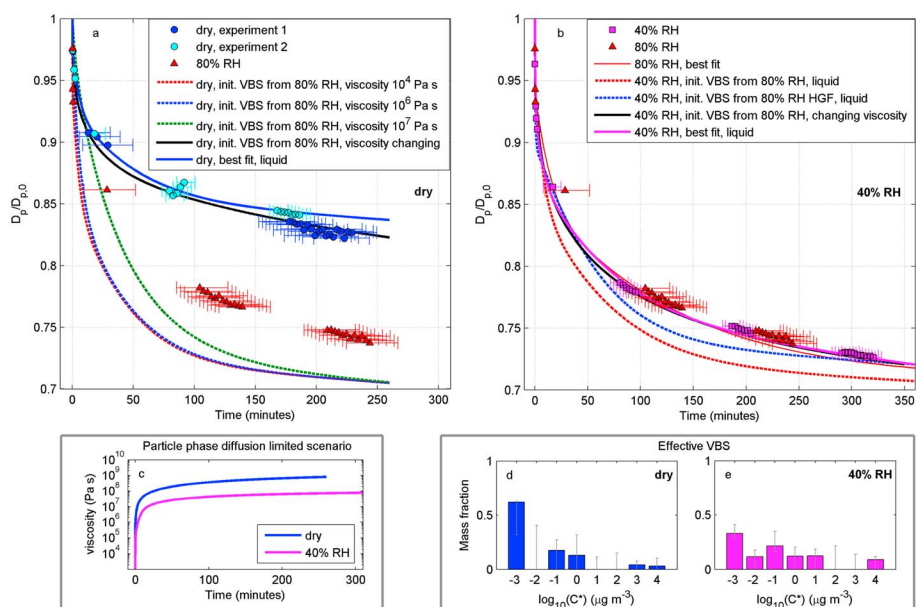 a
dry, experiment 1
dry, experiment 2
80% RH
dry, init. VBS from 80% RH, viscosity 10⁴ Pa s
dry, init. VBS from 80% RH, viscosity 10⁶ Pa s
dry, init. VBS from 80% RH, viscosity 10⁷ Pa s
dry, init. VBS from 80% RH, viscosity changing
dry, best fit, liquid
dry
1
0.95
0.9
0.85
0.8
0.75
0.7
Dp/Dp,0
0 50 100 150 200 250 300
Time (minutes)
b
40% RH
80% RH
80% RH, best fit
40% RH, init. VBS from 80% RH, liquid
40% RH, init. VBS from 80% RH HGF, liquid
40% RH, init. VBS from 80% RH, changing viscosity
40% RH, best fit, liquid
40% RH
1
0.95
0.9
0.85
0.8
0.75
0.7
Dp/Dp,0
0 50 100 150 200 250 300 350
Time (minutes)
Particle phase diffusion limited scenario
c
10⁹
10⁸
10⁷
10⁶
10⁵
10⁴
viscosity (Pa s)
dry
40% RH
0 100 200 300
Time (minutes)
Effective VBS
d
dry
1
0.5
0
Mass fraction
-3 -2 -1 0 1 2 3 4
log₁₀(C*) (μg m⁻³)
e
40% RH
1
0.5
0
-3 -2 -1 0 1 2 3 4
log₁₀(C*) (μg m⁻³)